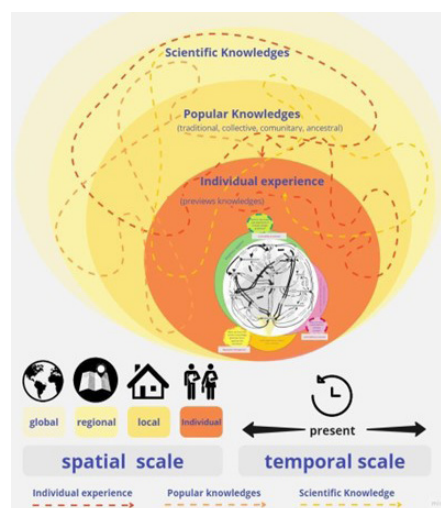 Scientific Knowledges
Popular Knowledges
(traditional, collective, comunitary, ancestral)
Individual experience
(previews knowledges)
global
regional
local
Individual
present
spatial scale
temporal scale
Individual experience
Popular knowledges
Scientific Knowledge